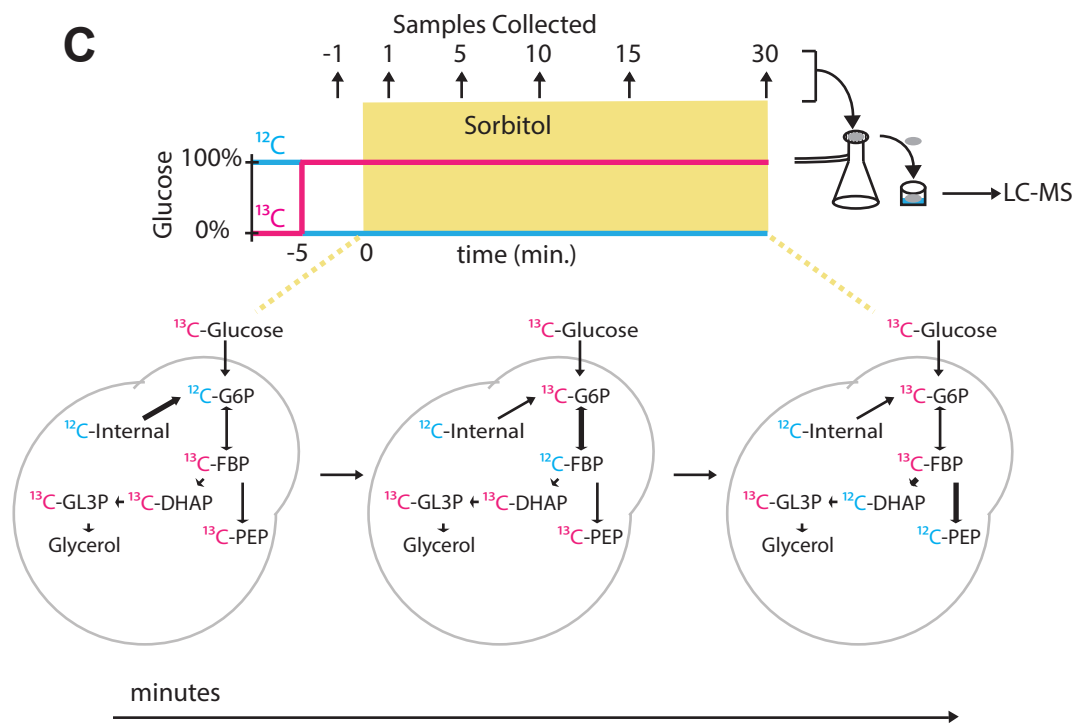 C
Samples Collected
-1 1 5 10 15 30
Sorbitol
¹²C
100%
Glucose
¹³C
0%
-5 0 time (min.)
LC-MS
¹³C-Glucose
¹²C-G6P
¹²C-Internal
¹³C-FBP
¹³C-GL3P ¹³C-DHAP
Glycerol
¹³C-PEP
¹³C-Glucose
¹³C-G6P
¹²C-Internal
¹²C-FBP
¹³C-GL3P ¹³C-DHAP
Glycerol
¹³C-PEP
¹³C-Glucose
¹³C-G6P
¹²C-Internal
¹³C-FBP
¹³C-GL3P ¹²C-DHAP
Glycerol
¹²C-PEP
minutes